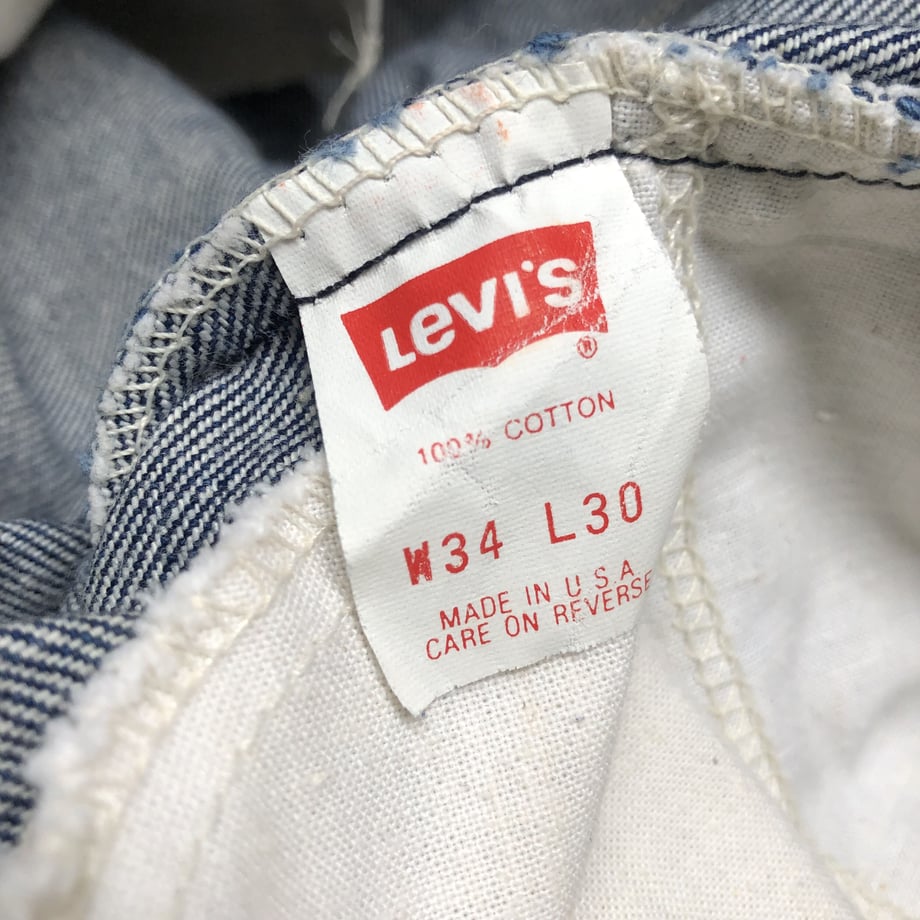 LEVI'S
®
100% COTTON
W34 L30
MADE IN U S A
CARE ON REVERSE